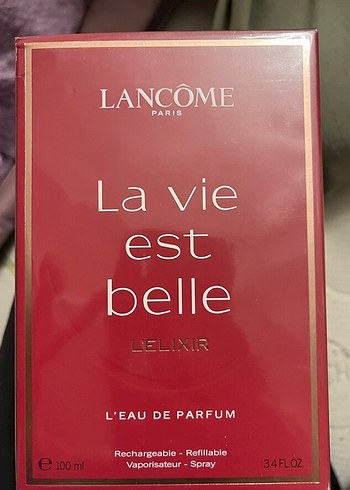 LANCÔME
PARIS
La vie
est
belle
L'ELIXIR
L'EAU DE PARFUM
Rechargeable - Refillable
Vaporisateur - Spray
℮ 100 ml
3.4 FL.OZ.